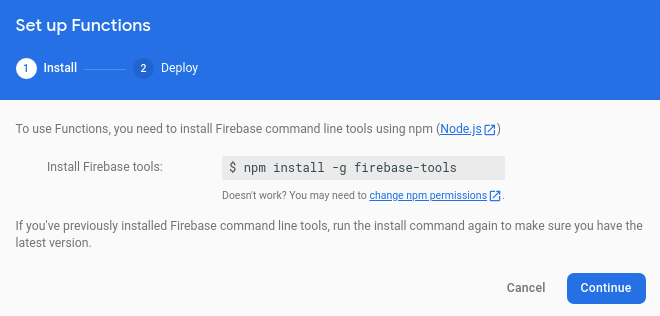 Set up Functions
1 Install 2 Deploy
To use Functions, you need to install Firebase command line tools using npm (Node.js)
Install Firebase tools: $ npm install -g firebase-tools
Doesn't work? You may need to change npm permissions.
If you've previously installed Firebase command line tools, run the install command again to make sure you have the
latest version.
Cancel Continue